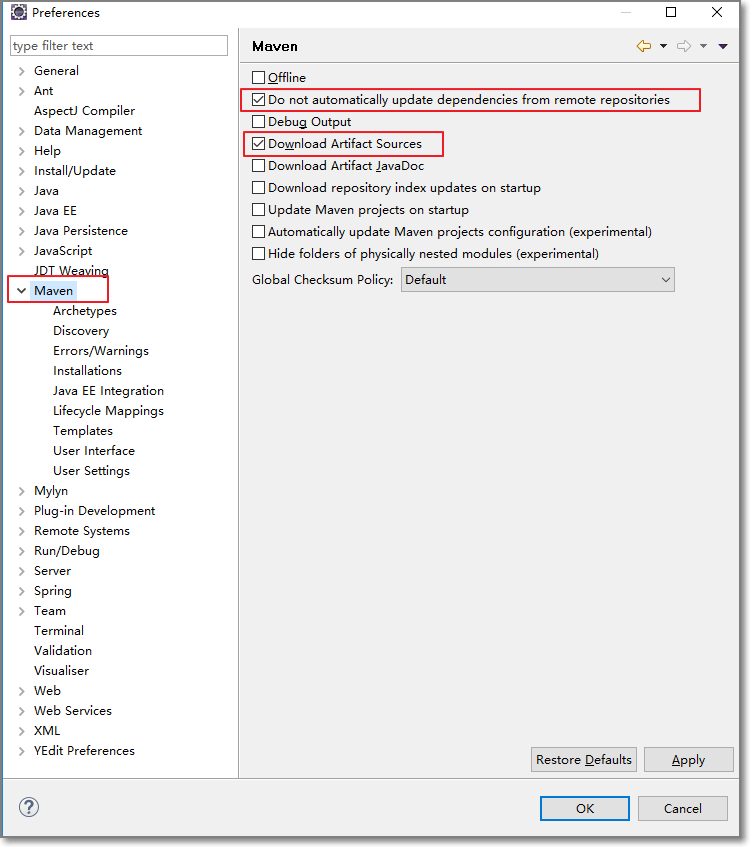 Preferences
type filter text
General
Ant
AspectJ Compiler
Data Management
Help
Install/Update
Java
Java EE
Java Persistence
JavaScript
JDT Weaving
Maven
Archetypes
Discovery
Errors/Warnings
Installations
Java EE Integration
Lifecycle Mappings
Templates
User Interface
User Settings
Mylyn
Plug-in Development
Remote Systems
Run/Debug
Server
Spring
Team
Terminal
Validation
Visualiser
Web
Web Services
XML
YEdit Preferences
Maven
Offline
Do not automatically update dependencies from remote repositories
Debug Output
Download Artifact Sources
Download Artifact JavaDoc
Download repository index updates on startup
Update Maven projects on startup
Automatically update Maven projects configuration (experimental)
Hide folders of physically nested modules (experimental)
Global Checksum Policy: Default
Restore Defaults Apply
? OK Cancel